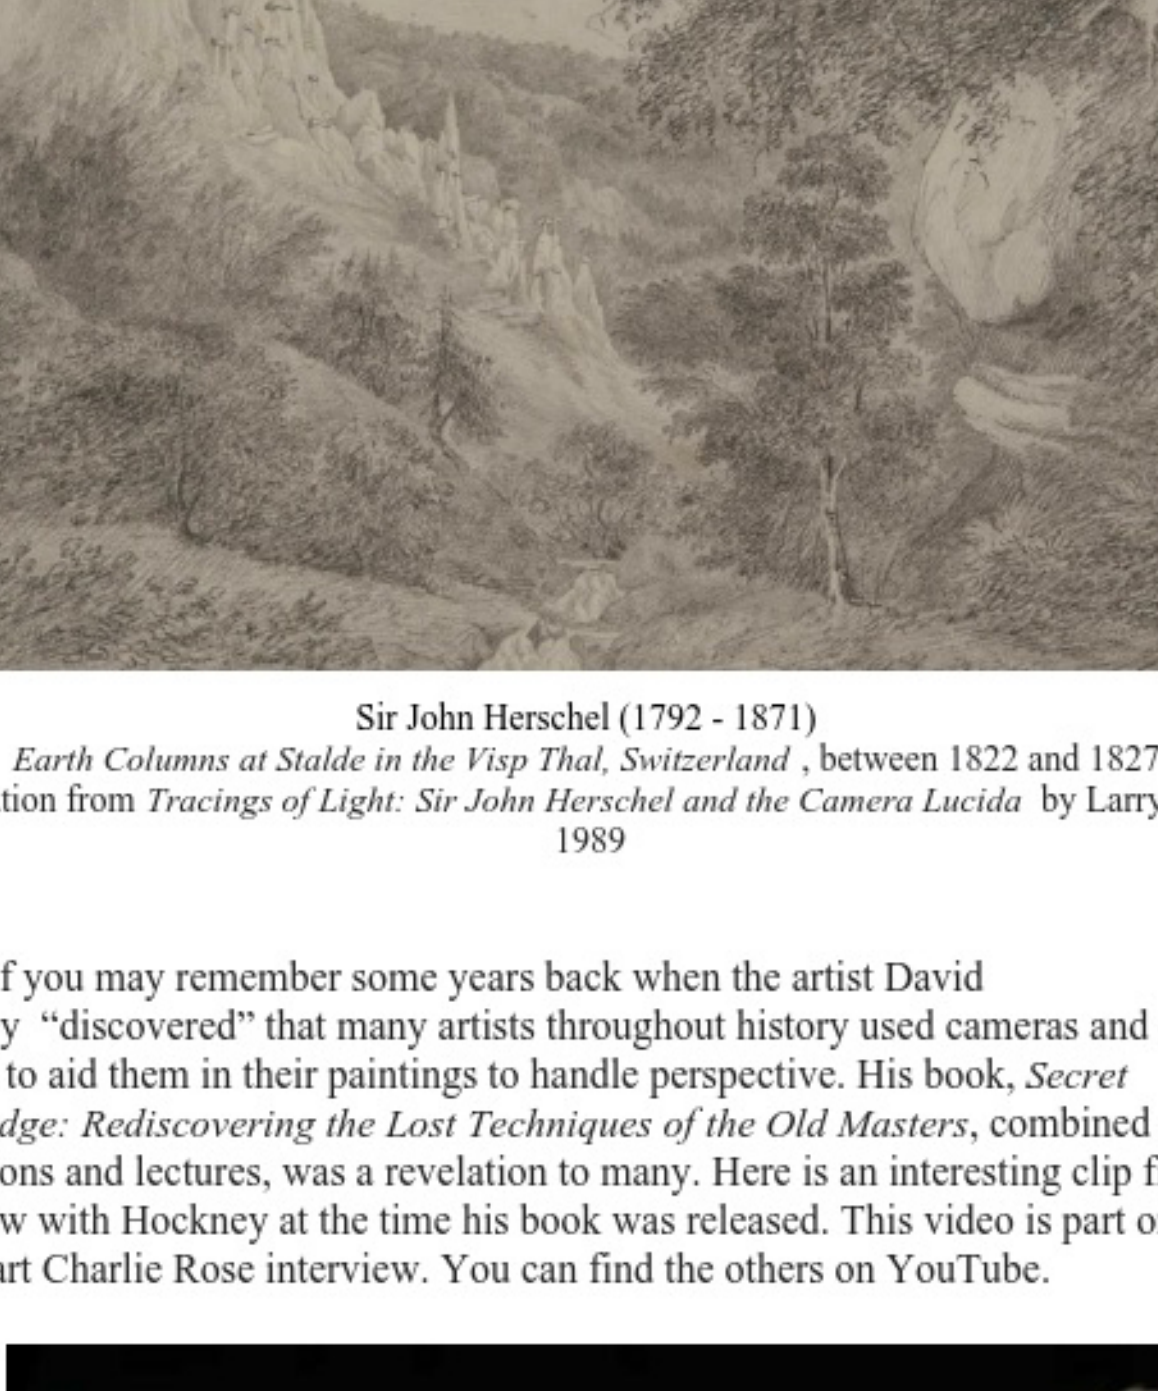 Sir John Herschel (1792 - 1871)
Earth Columns at Stalde in the Visp Thal, Switzerland , between 1822 and 1827
tion from Tracings of Light: Sir John Herschel and the Camera Lucida by Larry
1989
f you may remember some years back when the artist David
y “discovered” that many artists throughout history used cameras and
to aid them in their paintings to handle perspective. His book, Secret
dge: Rediscovering the Lost Techniques of the Old Masters, combined
ons and lectures, was a revelation to many. Here is an interesting clip f
w with Hockney at the time his book was released. This video is part o
art Charlie Rose interview. You can find the others on YouTube.